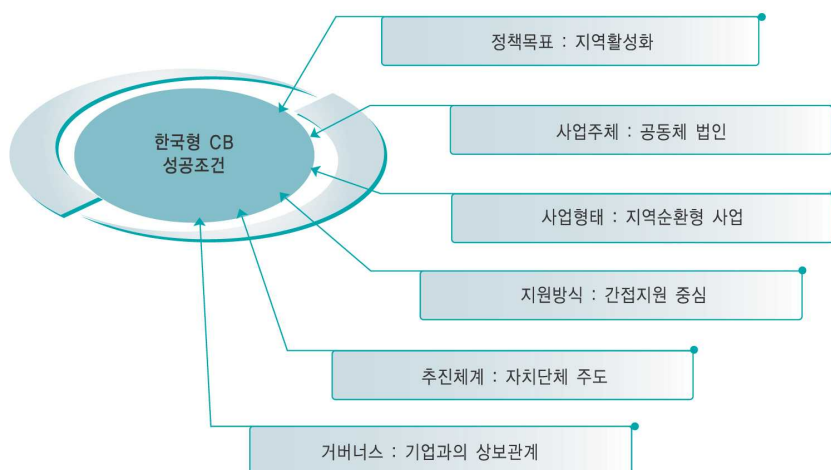 정책목표 : 지역활성화
한국형 CB
성공조건
사업주체 : 공동체 법인
사업형태 : 지역순환형 사업
지원방식 : 간접지원 중심
추진체계 : 자치단체 주도
거버너스 : 기업과의 상보관계